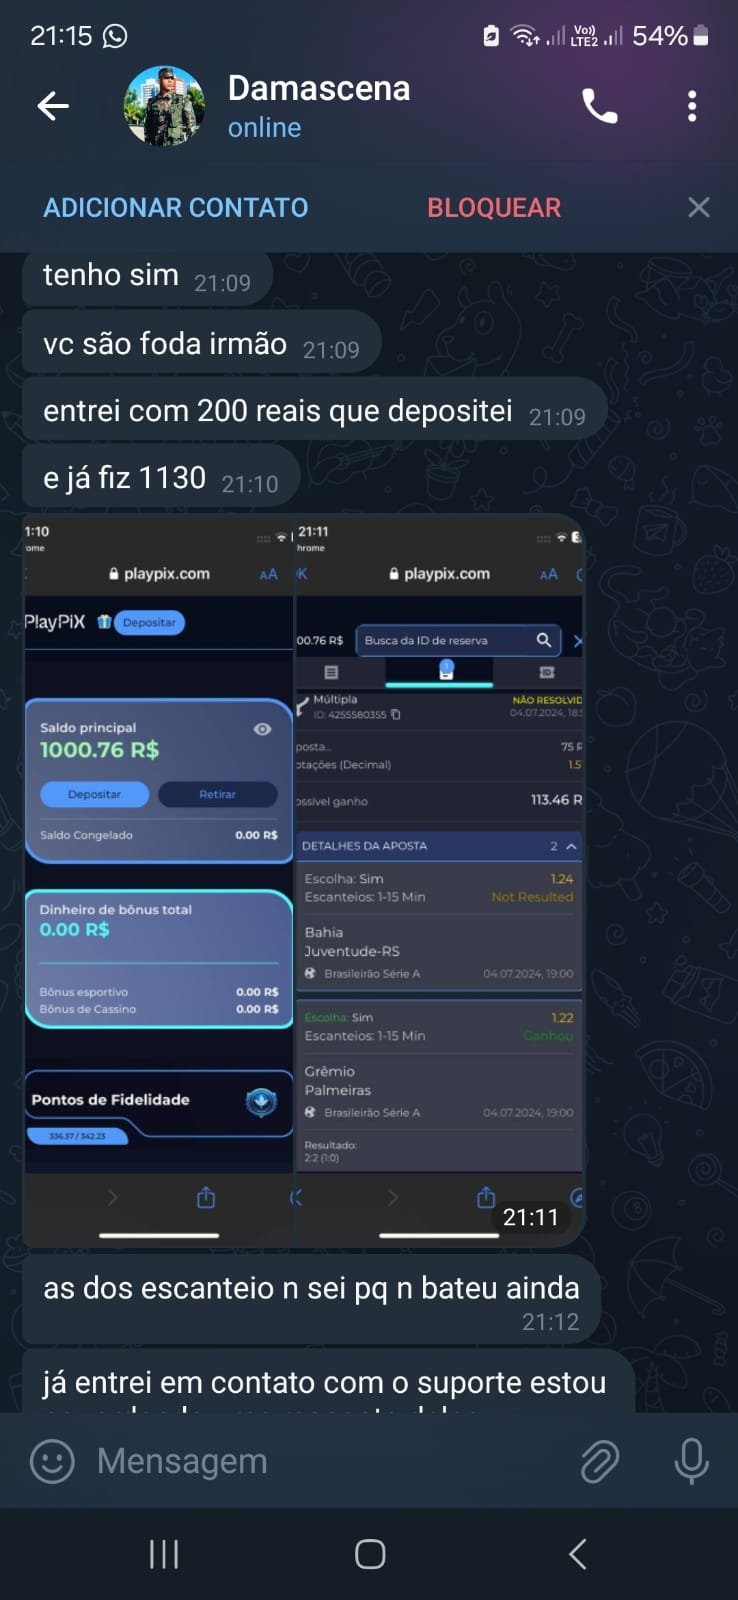 21:15
Vo))
LTE2
54%
Damascena
online
ADICIONAR CONTATO
BLOQUEAR
tenho sim 21:09
vc são foda irmão 21:09
entrei com 200 reais que depositei 21:09
e já fiz 1130 21:10
1:10
ome
playpix.com AA
PlayPiX
Depositar
Saldo principal
1000.76 R$
Depositar
Retirar
Saldo Congelado 0.00 R$
Dinheiro de bônus total
0.00 R$
Bônus esportivo 0.00 R$
Bônus de Cassino 0.00 R$
Pontos de Fidelidade
336.37 / 342.23
21:11
hrome
K
playpix.com AA
00.76 R$
Busca da ID de reserva
1
Múltipla NÃO RESOLVID
ID: 4255580355 04.07.2024, 18:5
posta... 75 R
otações (Decimal) 1.5
ossível ganho 113.46 R
DETALHES DA APOSTA 2
Escolha: Sim 1.24
Escanteios: 1-15 Min Not Resulted
Bahia
Juventude-RS
Brasileirão Série A 04.07.2024, 19:00
Escolha: Sim 1.22
Escanteios: 1-15 Min Ganhou
Grêmio
Palmeiras
Brasileirão Série A 04.07.2024, 19:00
Resultado:
2:2 (1:0)
21:11
as dos escanteio n sei pq n bateu ainda
21:12
já entrei em contato com o suporte estou
Mensagem